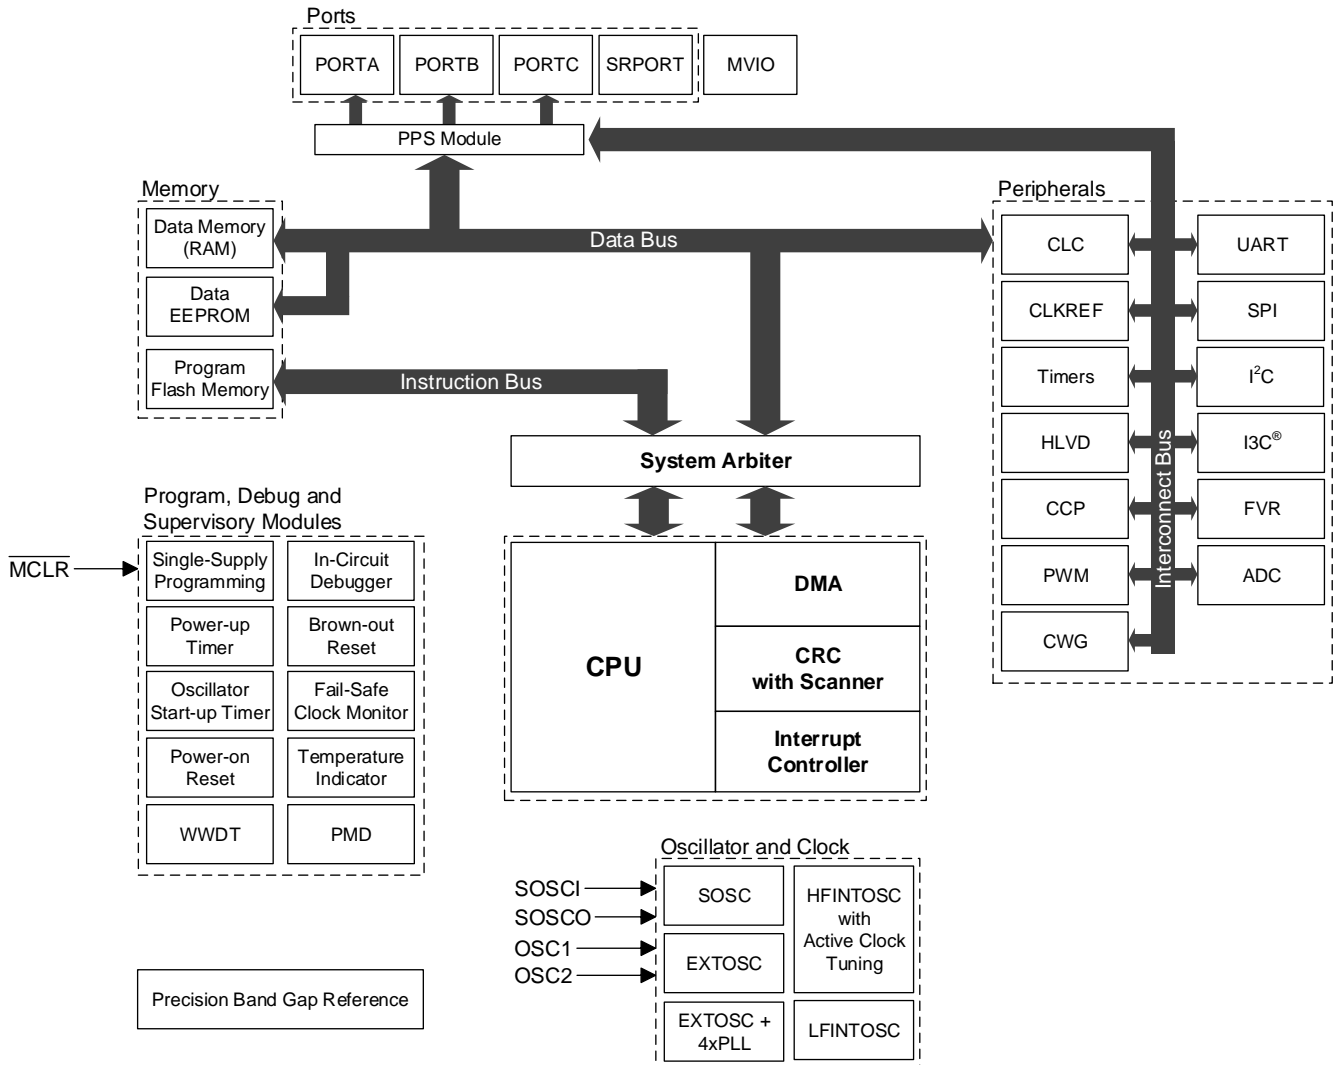 Ports
PORTA
PORTB
PORTC
SRPORT
MVIO
PPS Module
Memory
Data Memory
(RAM)
Data
EEPROM
Program
Flash Memory
Data Bus
Instruction Bus
System Arbiter
Peripherals
CLC
UART
CLKREF
SPI
Timers
I²C
HLVD
I3C®
CCP
FVR
PWM
ADC
CWG
Interconnect Bus
Program, Debug and
Supervisory Modules
MCLR
Single-Supply
Programming
In-Circuit
Debugger
Power-up
Timer
Brown-out
Reset
Oscillator
Start-up Timer
Fail-Safe
Clock Monitor
Power-on
Reset
Temperature
Indicator
WWDT
PMD
CPU
DMA
CRC
with Scanner
Interrupt
Controller
Oscillator and Clock
SOSCI
SOSCO
OSC1
OSC2
SOSC
HFINTOSC
with
Active Clock
Tuning
EXTOSC
EXTOSC +
4xPLL
LFINTOSC
Precision Band Gap Reference